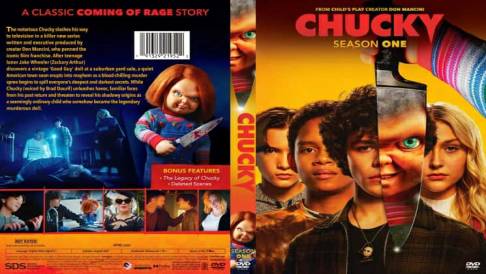 A CLASSIC COMING OF RAGE STORY
The notorious Chucky slashes his way
to television in a killer new series
written and executive produced by
creator Don Mancini, who penned the
iconic film franchise. After teenage
loner Jake Wheeler (Zackary Arthur)
discovers a vintage 'Good Guy' doll at a suburban yard sale, a quiet
American town soon erupts into mayhem as a blood-chilling murder
spree begins to spill everyone's deepest and darkest secrets. While
Chucky (voiced by Brad Dourif) unleashes horror, familiar faces
from his past return and threaten to reveal his shadowy origins as
a seemingly ordinary child who somehow became the legendary
murderous doll.
BONUS FEATURES
• The Legacy of Chucky
• Deleted Scenes
NOT RATED
SDS
DVD
CHUCKY
SEASON
ONE
DVD
FROM CHILD'S PLAY CREATOR DON MANCINI
CHUCKY
SEASON ONE
DVD